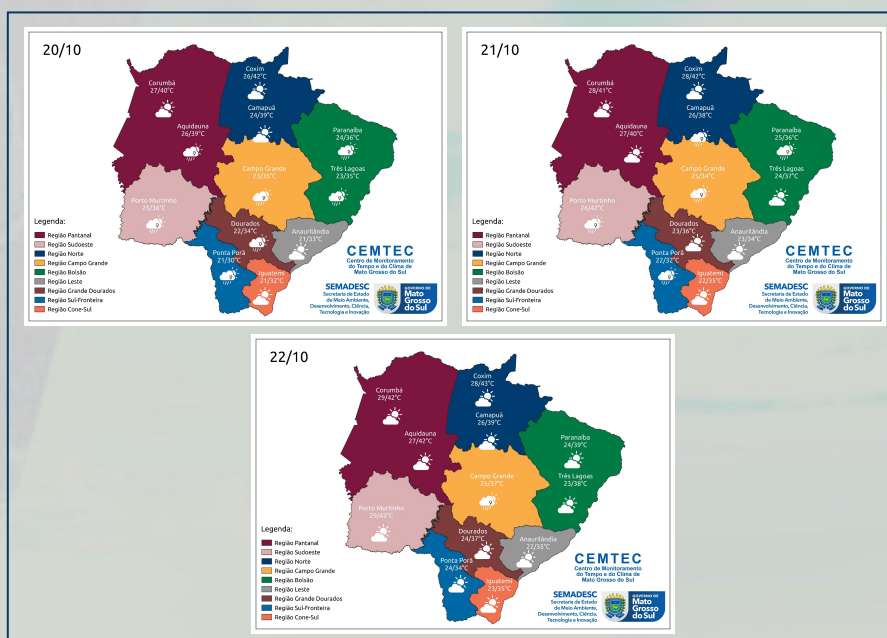 20/10
Coxim
26/42°C
Corumbá
27/40°C
Camapuã
24/39°C
Aquidauna
26/39°C
Paranaíba
24/36°C
Campo Grande
23/35°C
Três Lagoas
23/35°C
Porto Murtinho
25/36°C
Dourados
22/34°C
Anaurilândia
21/33°C
Ponta Porã
21/30°C
Iguatemi
21/32°C
Legenda:
Região Pantanal
Região Sudoeste
Região Norte
Região Campo Grande
Região Bolsão
Região Leste
Região Grande Dourados
Região Sul-Fronteira
Região Cone-Sul
CEMTEC
Centro de Monitoramento
do Tempo e do Clima de
Mato Grosso do Sul
SEMADESC
Secretaria de Estado
de Meio Ambiente,
Desenvolvimento, Ciência,
Tecnologia e Inovação
GOVERNO DE
Mato
Grosso
do Sul
21/10
Coxim
28/42°C
Corumbá
28/41°C
Camapuã
26/38°C
Aquidauna
27/40°C
Paranaíba
25/36°C
Campo Grande
25/34°C
Três Lagoas
24/37°C
Porto Murtinho
26/42°C
Dourados
23/36°C
Anaurilândia
23/34°C
Ponta Porã
22/32°C
Iguatemi
22/35°C
Legenda:
Região Pantanal
Região Sudoeste
Região Norte
Região Campo Grande
Região Bolsão
Região Leste
Região Grande Dourados
Região Sul-Fronteira
Região Cone-Sul
CEMTEC
Centro de Monitoramento
do Tempo e do Clima de
Mato Grosso do Sul
SEMADESC
Secretaria de Estado
de Meio Ambiente,
Desenvolvimento, Ciência,
Tecnologia e Inovação
GOVERNO DE
Mato
Grosso
do Sul
22/10
Coxim
28/43°C
Corumbá
29/42°C
Camapuã
26/39°C
Aquidauna
27/42°C
Paranaíba
24/39°C
Campo Grande
25/37°C
Três Lagoas
23/38°C
Porto Murtinho
29/43°C
Dourados
24/37°C
Anaurilândia
22/35°C
Ponta Porã
24/34°C
Iguatemi
23/35°C
Legenda:
Região Pantanal
Região Sudoeste
Região Norte
Região Campo Grande
Região Bolsão
Região Leste
Região Grande Dourados
Região Sul-Fronteira
Região Cone-Sul
CEMTEC
Centro de Monitoramento
do Tempo e do Clima de
Mato Grosso do Sul
SEMADESC
Secretaria de Estado
de Meio Ambiente,
Desenvolvimento, Ciência,
Tecnologia e Inovação
GOVERNO DE
Mato
Grosso
do Sul